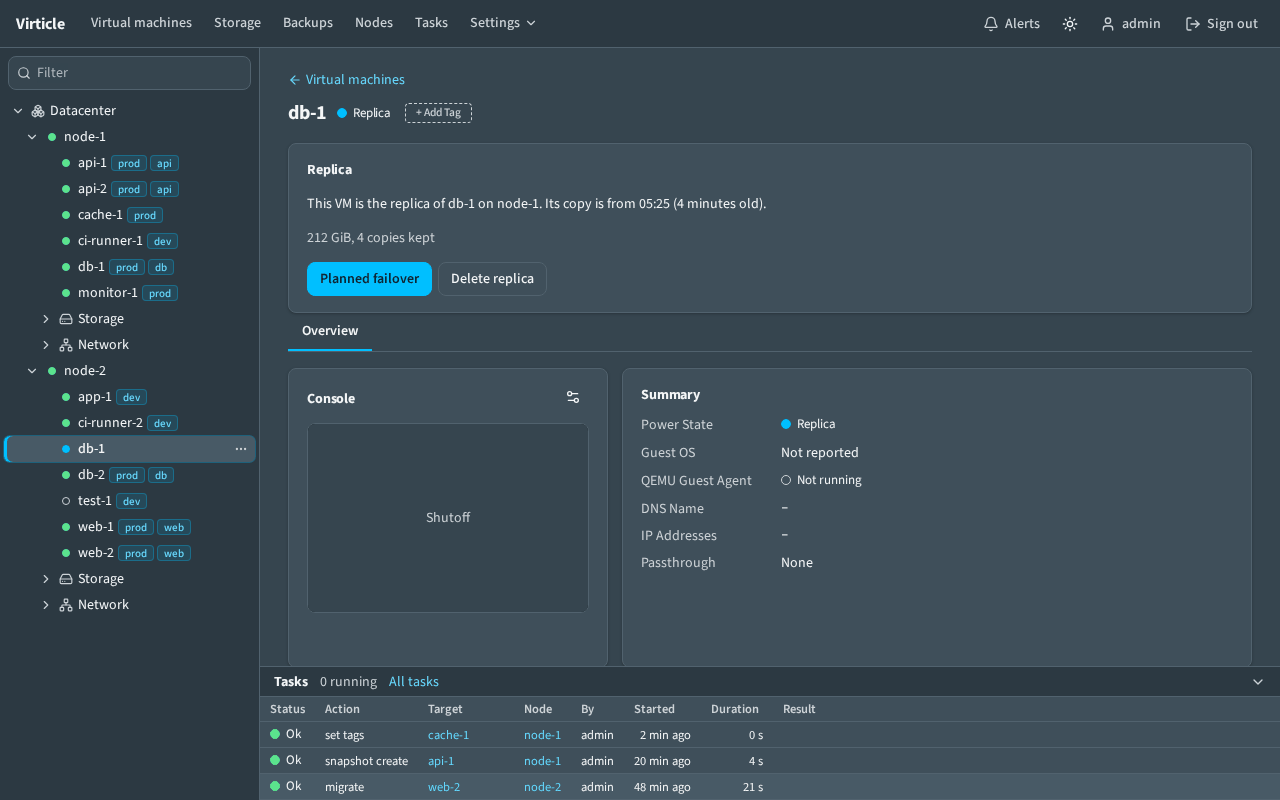 Virticle Virtual machines Storage Backups Nodes Tasks Settings Alerts admin Sign out
Filter
Datacenter
node-1
api-1 prod api
api-2 prod api
cache-1 prod
ci-runner-1 dev
db-1 prod db
monitor-1 prod
Storage
Network
node-2
app-1 dev
ci-runner-2 dev
db-1 ...
db-2 prod db
test-1 dev
web-1 prod web
web-2 prod web
Storage
Network
Virtual machines
db-1 Replica + Add Tag
Replica
This VM is the replica of db-1 on node-1. Its copy is from 05:25 (4 minutes old).
212 GiB, 4 copies kept
Planned failover Delete replica
Overview
Console
Shutoff
Summary
Power State Replica
Guest OS Not reported
QEMU Guest Agent Not running
DNS Name –
IP Addresses –
Passthrough None
Tasks 0 running All tasks
Status Action Target Node By Started Duration Result
Ok set tags cache-1 node-1 admin 2 min ago 0 s
Ok snapshot create api-1 node-1 admin 20 min ago 4 s
Ok migrate web-2 node-2 admin 48 min ago 21 s